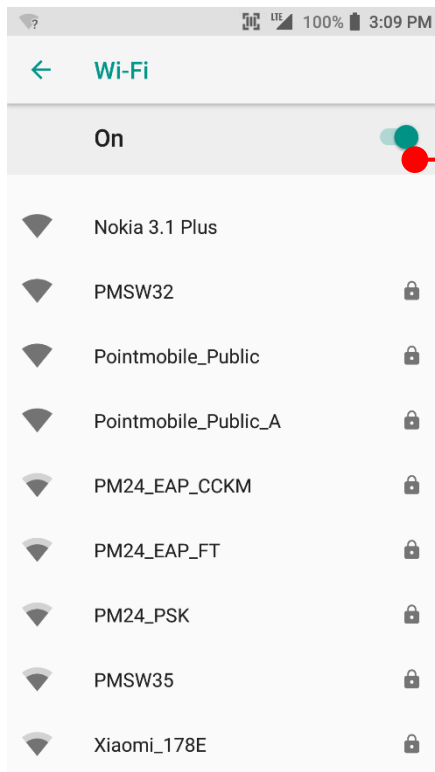 ? LTE 100% 3:09 PM
Wi-Fi
On
Nokia 3.1 Plus
PMSW32
Pointmobile_Public
Pointmobile_Public_A
PM24_EAP_CCKM
PM24_EAP_FT
PM24_PSK
PMSW35
Xiaomi_178E